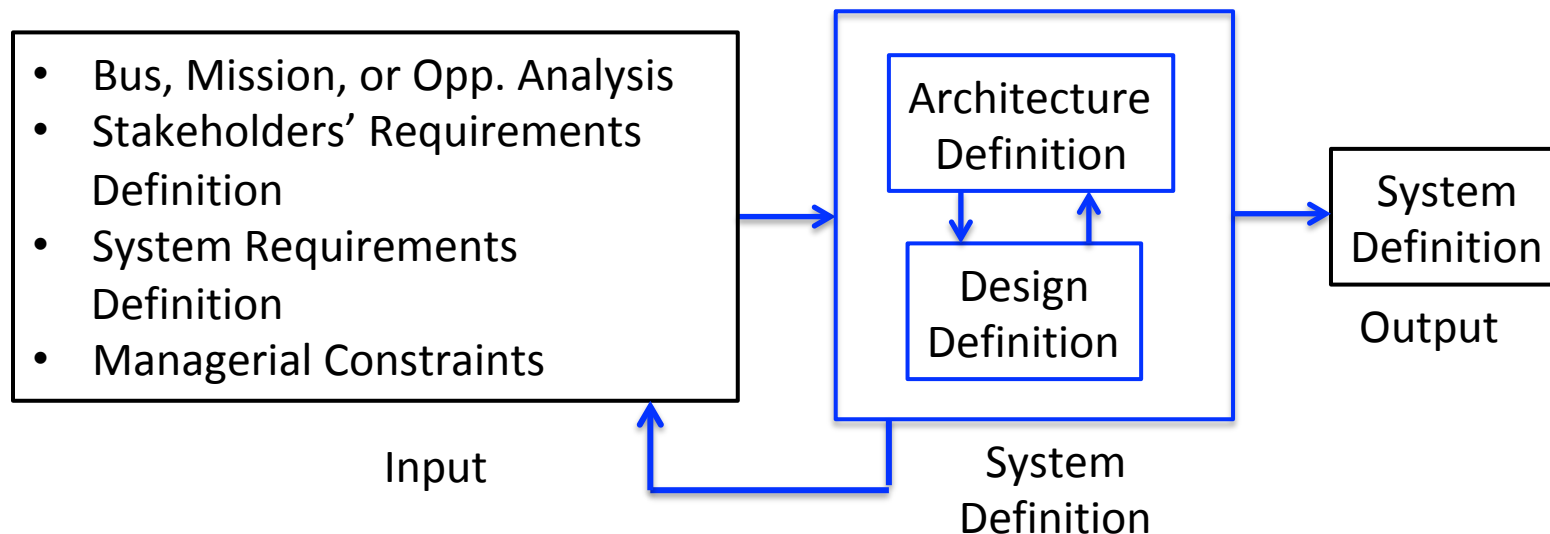 • Bus, Mission, or Opp. Analysis
• Stakeholders’ Requirements
Definition
• System Requirements
Definition
• Managerial Constraints
Input
Architecture
Definition
Design
Definition
System
Definition
System
Definition
Output